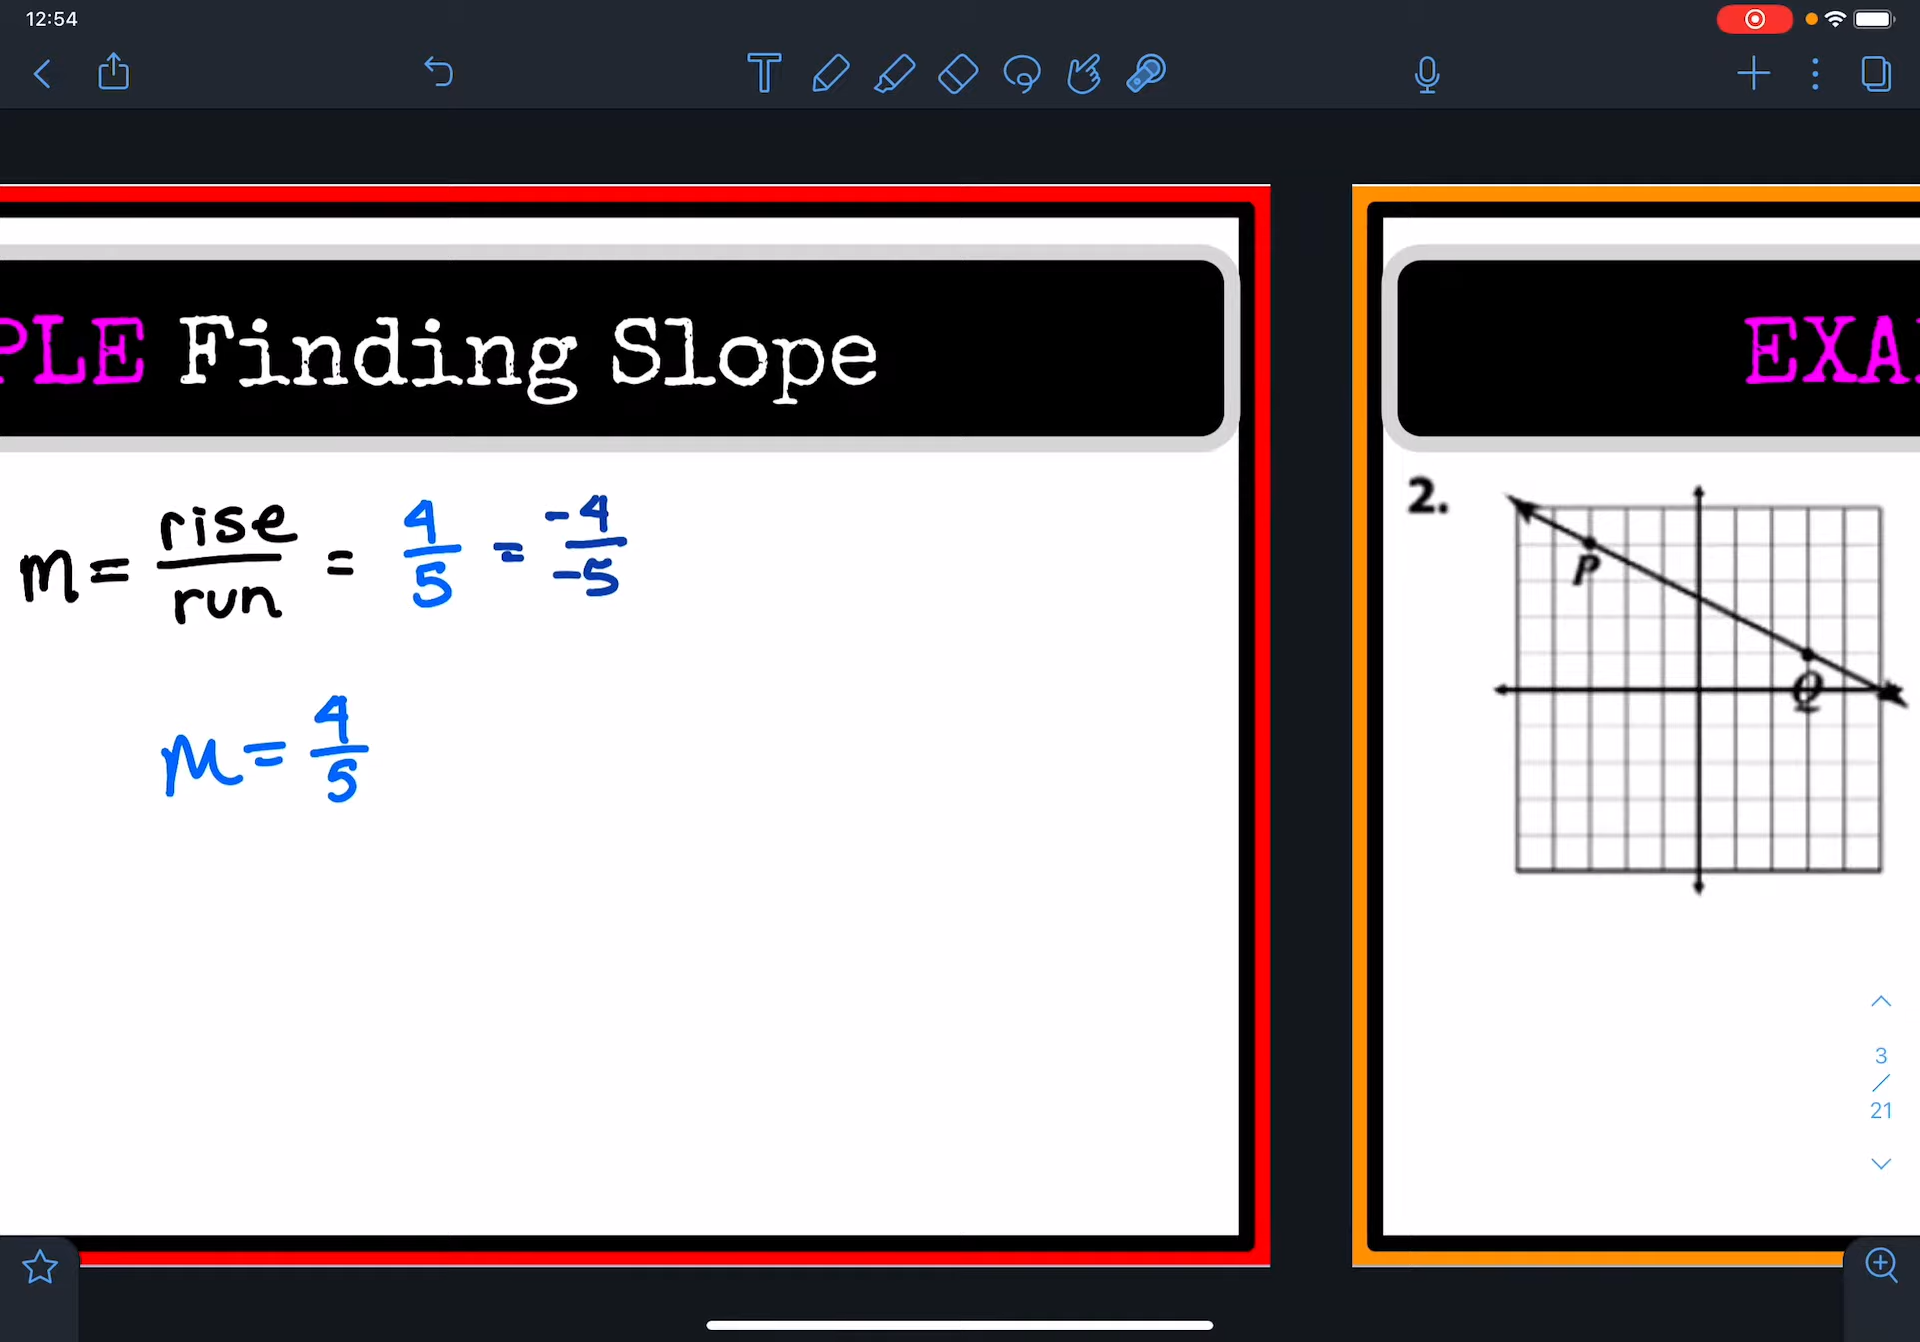 12:54
PLE Finding Slope
m = rise/run = 4/5 = -4/-5
m = 4/5
EXA
2.
P
Q
3
/
21